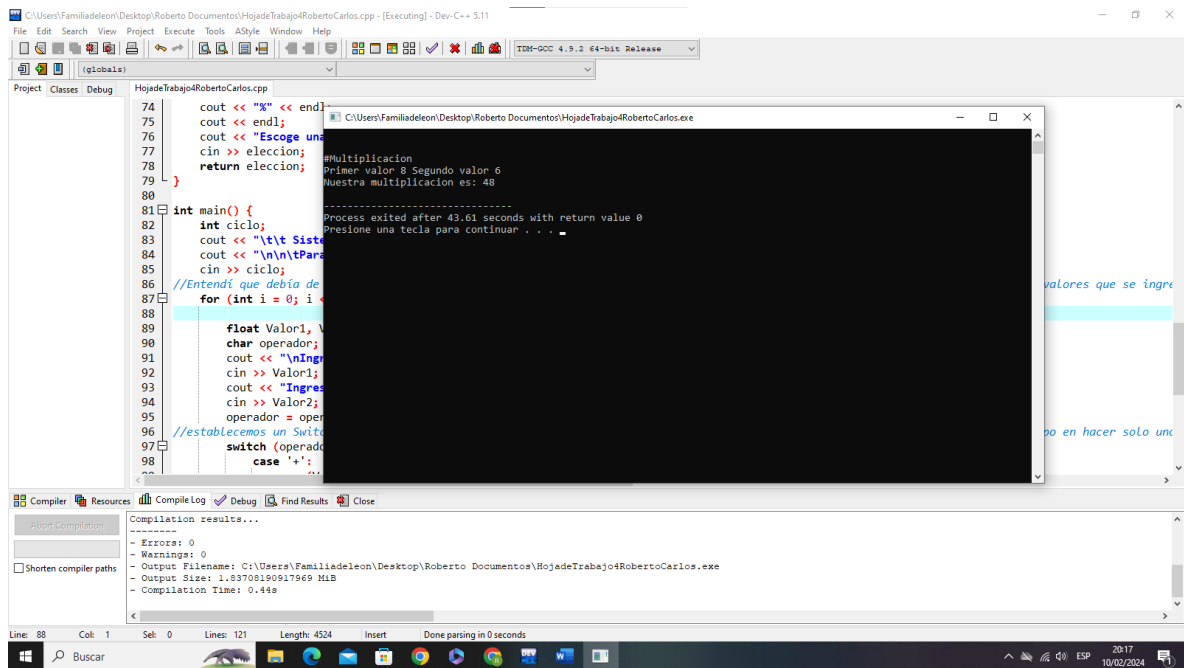 C:\Users\Familiadeleon\Desktop\Roberto Documentos\HojadeTrabajo4RobertoCarlos.cpp - [Executing] - Dev-C++ 5.11
File Edit Search View Project Execute Tools AStyle Window Help
TDM-GCC 4.9.2 64-bit Release
(globals)
Project Classes Debug HojadeTrabajo4RobertoCarlos.cpp
74 cout << "%" << endl
75 cout << endl;
76 cout << "Escoge una
77 cin >> eleccion;
78 return eleccion;
79 }
80
81 int main() {
82 int ciclo;
83 cout << "\t\t Siste
84 cout << "\n\n\tPara
85 cin >> ciclo;
86 //Entendí que debía de valores que se ingre
87 for (int i = 0; i <
88
89 float Valor1, V
90 char operador;
91 cout << "\nIngr
92 cin >> Valor1;
93 cout << "Ingres
94 cin >> Valor2;
95 operador = oper
96 //establecemos un Switc po en hacer solo uno
97 switch (operado
98 case '+':
C:\Users\Familiadeleon\Desktop\Roberto Documentos\HojadeTrabajo4RobertoCarlos.exe
#Multiplicacion
Primer valor 8 Segundo valor 6
Nuestra multiplicacion es: 48
--------------------------------
Process exited after 43.61 seconds with return value 0
Presione una tecla para continuar . . .
Compiler Resources Compile Log Debug Find Results Close
Abort Compilation
Shorten compiler paths
Compilation results...
--------
- Errors: 0
- Warnings: 0
- Output Filename: C:\Users\Familiadeleon\Desktop\Roberto Documentos\HojadeTrabajo4RobertoCarlos.exe
- Output Size: 1.83708190917969 MiB
- Compilation Time: 0.44s
Line: 88 Col: 1 Sel: 0 Lines: 121 Length: 4524 Insert Done parsing in 0 seconds
Buscar
DEV
ESP
20:17
10/02/2024